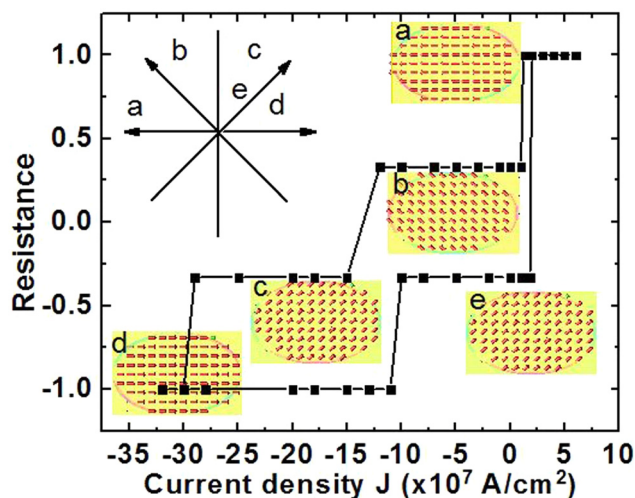 a
1.0
b
c
e
a
d
0.5
b
0.0
Resistance
-0.5
c
e
d
-1.0
-35 -30 -25 -20 -15 -10 -5 0 5 10
Current density J (x10⁷ A/cm²)